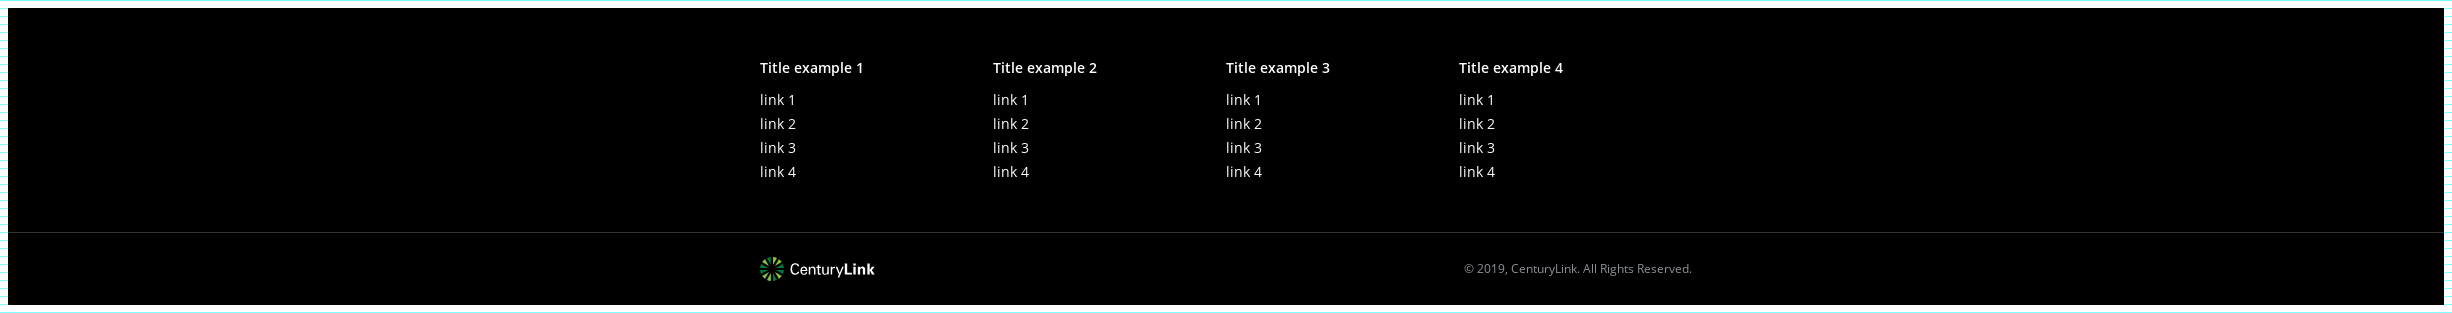 Title example 1
link 1
link 2
link 3
link 4
Title example 2
link 1
link 2
link 3
link 4
Title example 3
link 1
link 2
link 3
link 4
Title example 4
link 1
link 2
link 3
link 4
CenturyLink
© 2019, CenturyLink. All Rights Reserved.